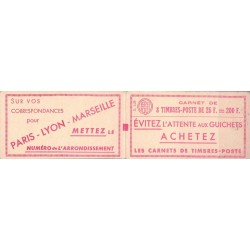 SUR VOS
CORRESPONDANCES
pour
PARIS - LYON - MARSEILLE
METTEZ LE
NUMÉRO DE L'ARRONDISSEMENT
CARNET DE
8 TIMBRES-POSTE DE 25 F. = 200 F.
ÉVITEZ L'ATTENTE AUX GUICHETS
ACHETEZ
LES CARNETS DE TIMBRES-POSTE